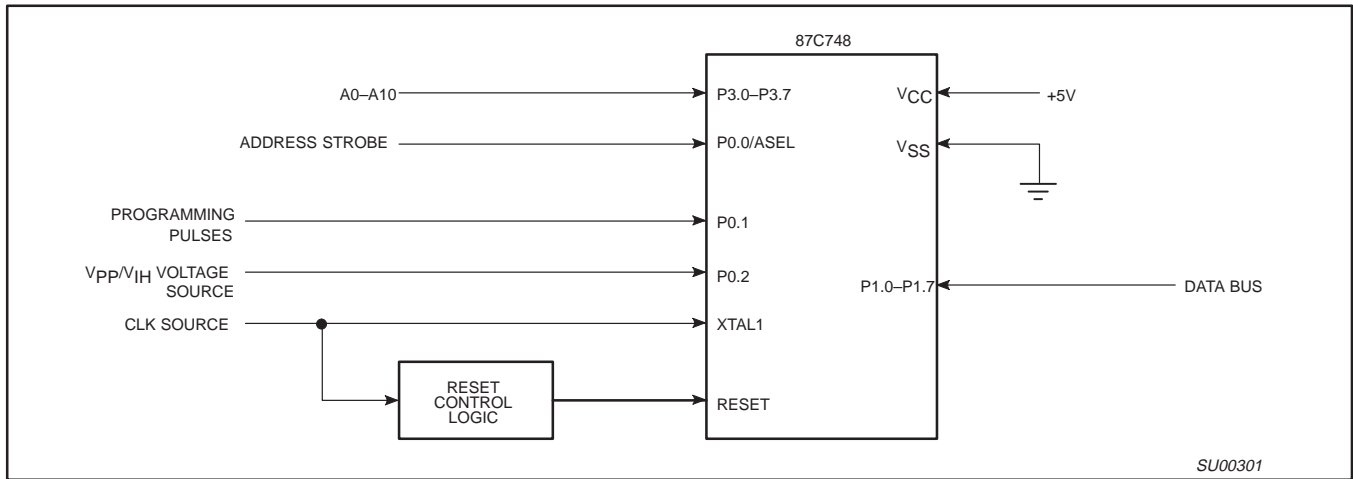 87C748
A0–A10
P3.0–P3.7
VCC
+5V
ADDRESS STROBE
P0.0/ASEL
VSS
PROGRAMMING
PULSES
P0.1
VPP/VIH VOLTAGE
SOURCE
P0.2
P1.0–P1.7
DATA BUS
CLK SOURCE
XTAL1
RESET
CONTROL
LOGIC
RESET
SU00301